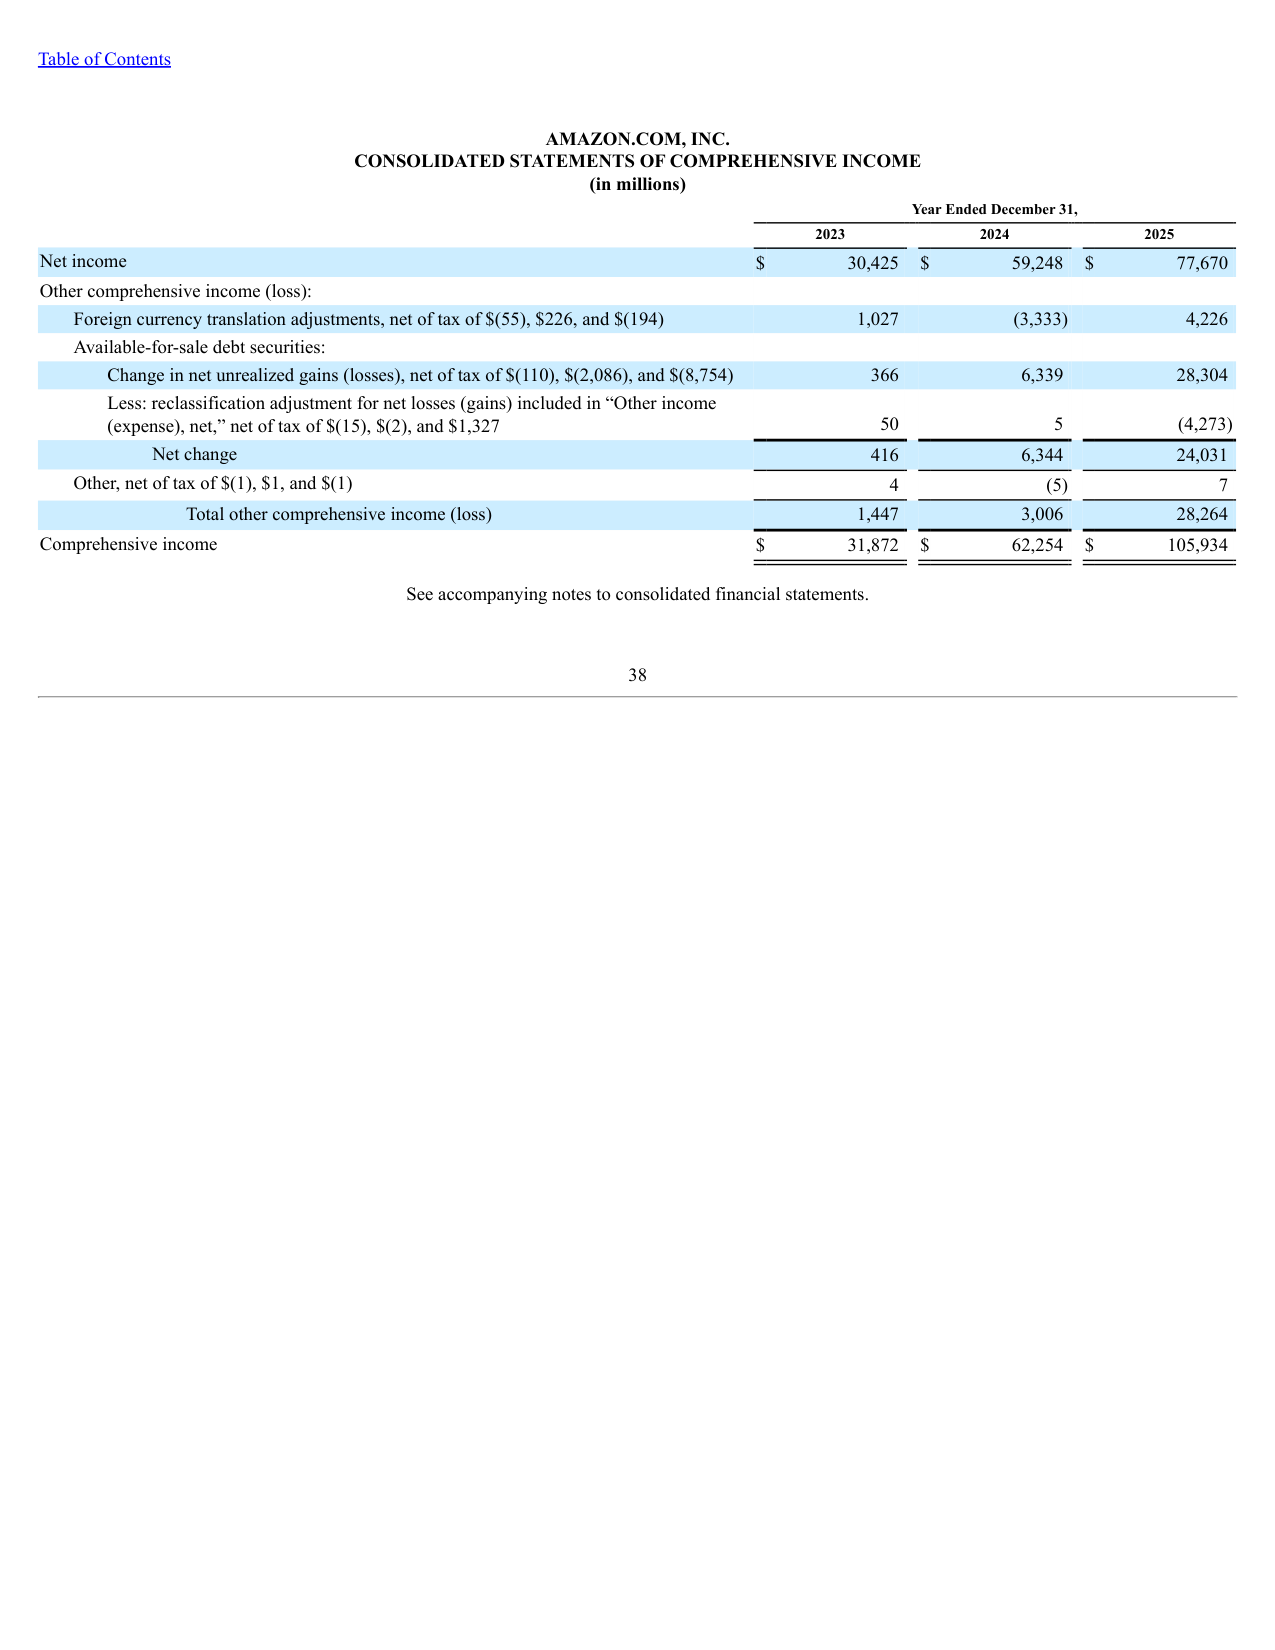 Table of Contents
AMAZON.COM, INC.
CONSOLIDATED STATEMENTS OF COMPREHENSIVE INCOME
(in millions)
Year Ended December 31,
2023 2024 2025
Net income $ 30,425 $ 59,248 $ 77,670
Other comprehensive income (loss):
Foreign currency translation adjustments, net of tax of $(55), $226, and $(194) 1,027 (3,333) 4,226
Available-for-sale debt securities:
Change in net unrealized gains (losses), net of tax of $(110), $(2,086), and $(8,754) 366 6,339 28,304
Less: reclassification adjustment for net losses (gains) included in “Other income
(expense), net,” net of tax of $(15), $(2), and $1,327 50 5 (4,273)
Net change 416 6,344 24,031
Other, net of tax of $(1), $1, and $(1) 4 (5) 7
Total other comprehensive income (loss) 1,447 3,006 28,264
Comprehensive income $ 31,872 $ 62,254 $ 105,934
See accompanying notes to consolidated financial statements.
38